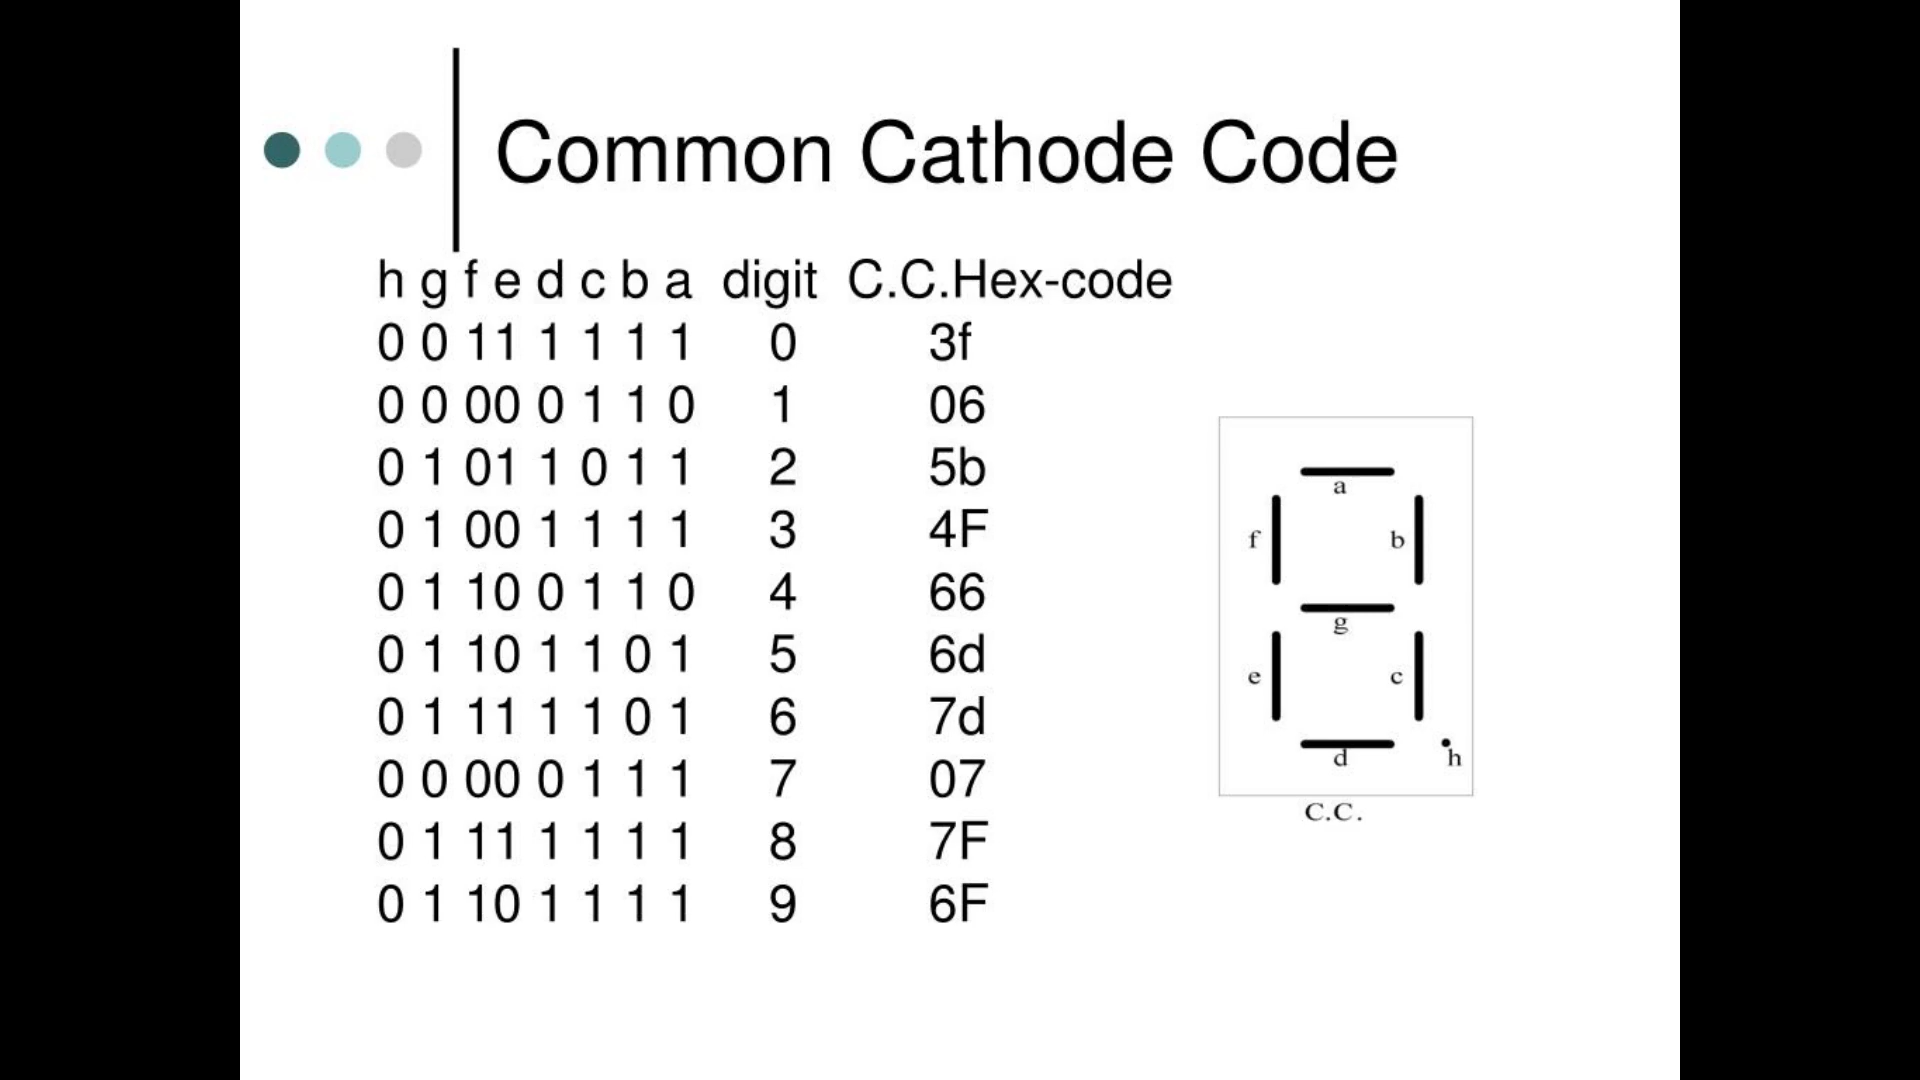 Common Cathode Code
h g f e d c b a digit C.C.Hex-code
0 0 11 1 1 1 1 0 3f
0 0 00 0 1 1 0 1 06
0 1 01 1 0 1 1 2 5b
0 1 00 1 1 1 1 3 4F
0 1 10 0 1 1 0 4 66
0 1 10 1 1 0 1 5 6d
0 1 11 1 1 0 1 6 7d
0 0 00 0 1 1 1 7 07
0 1 11 1 1 1 1 8 7F
0 1 10 1 1 1 1 9 6F
a
f b
g
e c
d h
C.C.